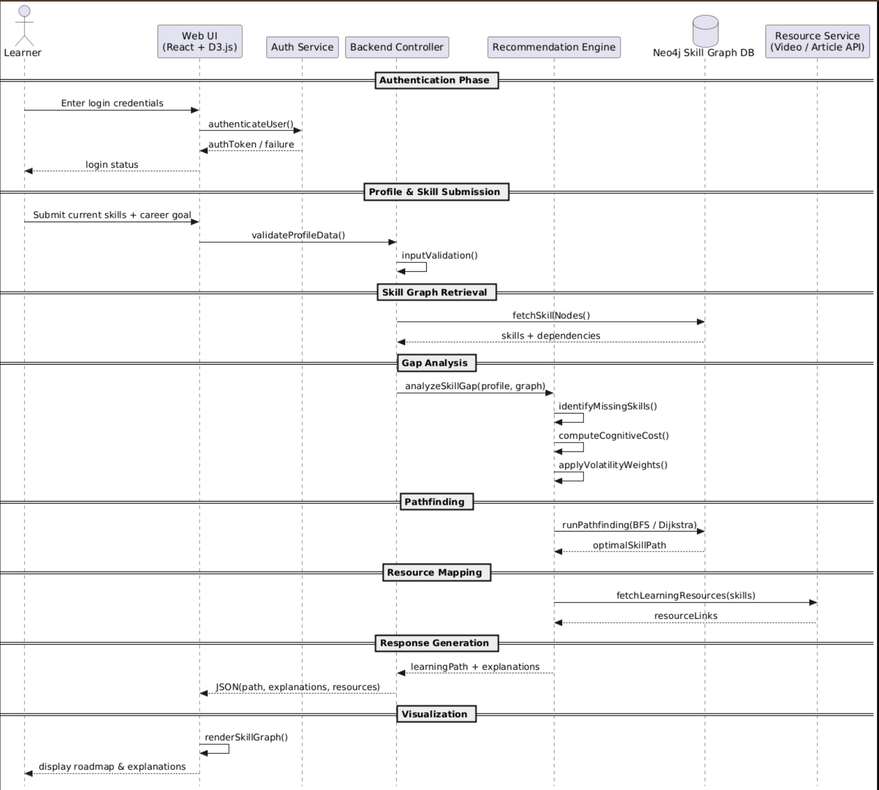 Learner
Web UI
(React + D3.js)
Auth Service
Backend Controller
Recommendation Engine
Neo4j Skill Graph DB
Resource Service
(Video / Article API)
Authentication Phase
Enter login credentials
authenticateUser()
authToken / failure
login status
Profile & Skill Submission
Submit current skills + career goal
validateProfileData()
inputValidation()
Skill Graph Retrieval
fetchSkillNodes()
skills + dependencies
Gap Analysis
analyzeSkillGap(profile, graph)
identifyMissingSkills()
computeCognitiveCost()
applyVolatilityWeights()
Pathfinding
runPathfinding(BFS / Dijkstra)
optimalSkillPath
Resource Mapping
fetchLearningResources(skills)
resourceLinks
Response Generation
learningPath + explanations
JSON(path, explanations, resources)
Visualization
renderSkillGraph()
display roadmap & explanations